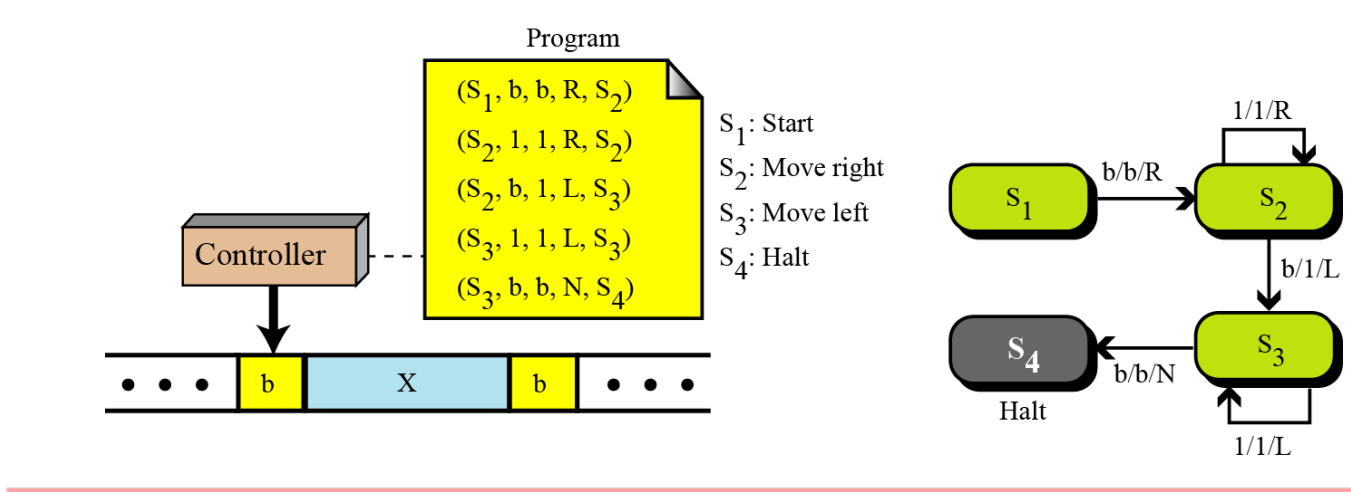 Program
(S1, b, b, R, S2)
(S2, 1, 1, R, S2)
(S2, b, 1, L, S3)
(S3, 1, 1, L, S3)
(S3, b, b, N, S4)
S1: Start
S2: Move right
S3: Move left
S4: Halt
Controller
• • • b X b • • •
1/1/R
b/b/R
S1
S2
b/1/L
S4
S3
b/b/N
Halt
1/1/L